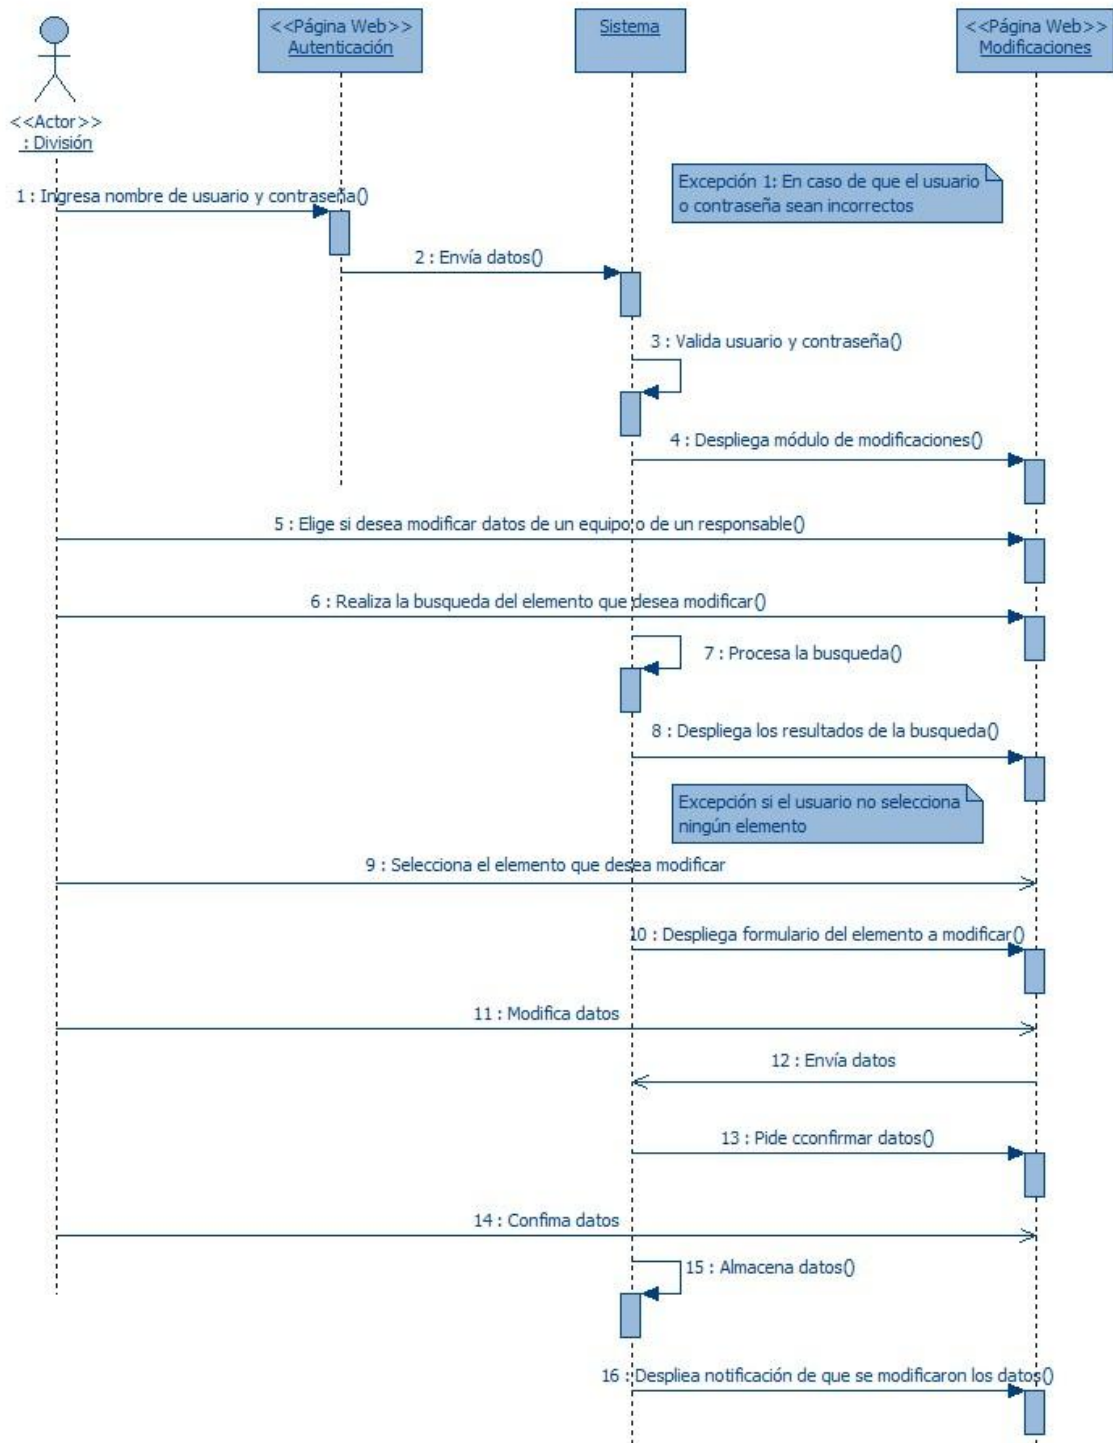 <<Página Web>>
Autenticación
Sistema
<<Página Web>>
Modificaciones
<<Actor>>
: División
Excepción 1: En caso de que el usuario
o contraseña sean incorrectos
1 : Ingresa nombre de usuario y contraseña()
2 : Envía datos()
3 : Valida usuario y contraseña()
4 : Despliega módulo de modificaciones()
5 : Elige si desea modificar datos de un equipo o de un responsable()
6 : Realiza la busqueda del elemento que desea modificar()
7 : Procesa la busqueda()
8 : Despliega los resultados de la busqueda()
Excepción si el usuario no selecciona
ningún elemento
9 : Selecciona el elemento que desea modificar
10 : Despliega formulario del elemento a modificar()
11 : Modifica datos
12 : Envía datos
13 : Pide cconfirmar datos()
14 : Confima datos
15 : Almacena datos()
16 : Despliea notificación de que se modificaron los datos()